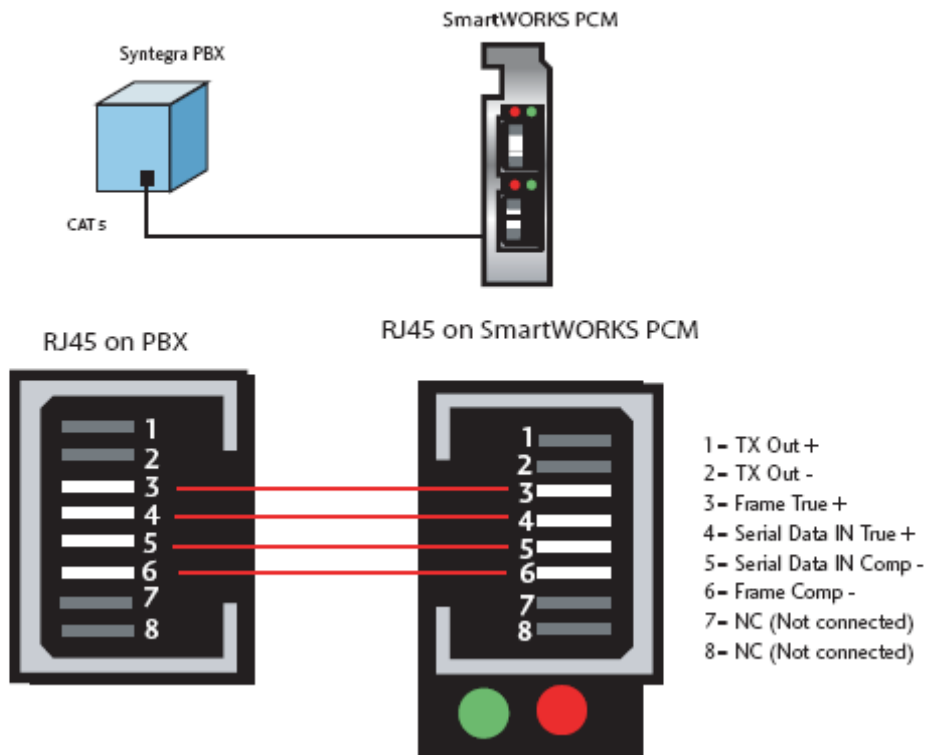 SmartWORKS PCM
Syntegra PBX
CAT 5
RJ45 on PBX
RJ45 on SmartWORKS PCM
1
2
3
4
5
6
7
8
1
2
3
4
5
6
7
8
1- TX Out +
2- TX Out -
3- Frame True +
4- Serial Data IN True +
5- Serial Data IN Comp -
6- Frame Comp -
7- NC (Not connected)
8- NC (Not connected)